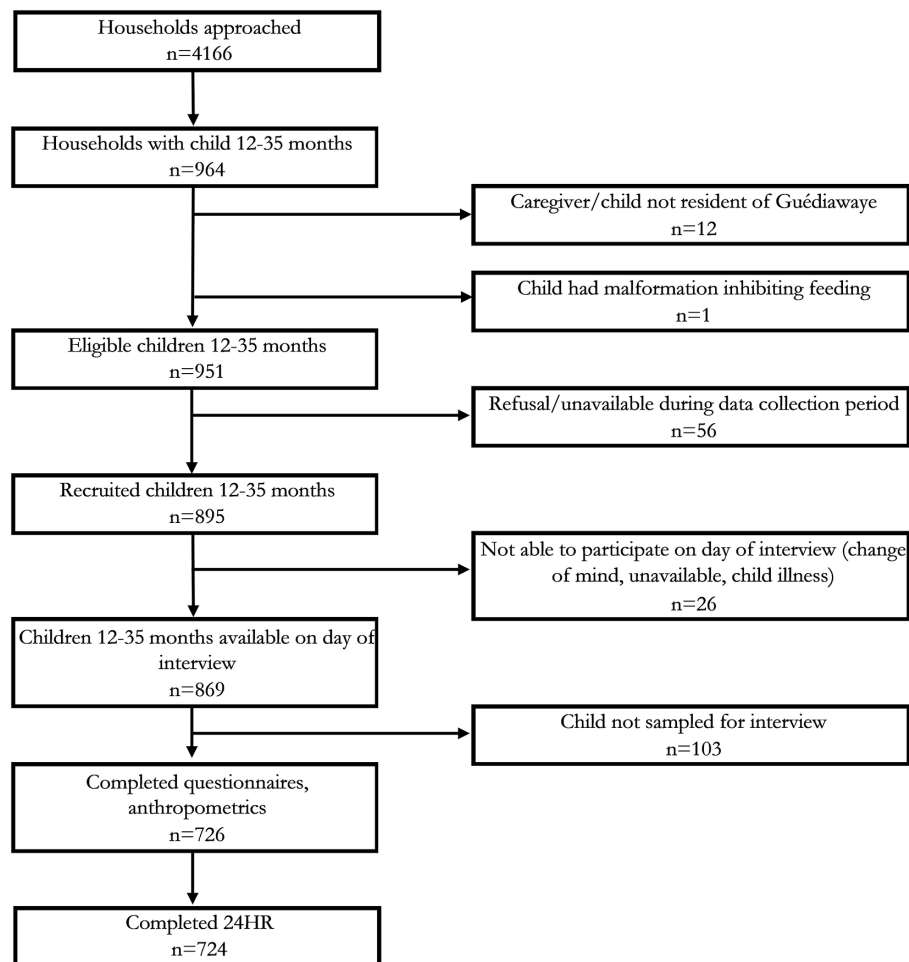 Households approached
n=4166
Households with child 12-35 months
n=964
Caregiver/child not resident of Guédiawaye
n=12
Child had malformation inhibiting feeding
n=1
Eligible children 12-35 months
n=951
Refusal/unavailable during data collection period
n=56
Recruited children 12-35 months
n=895
Not able to participate on day of interview (change
of mind, unavailable, child illness)
n=26
Children 12-35 months available on day of
interview
n=869
Child not sampled for interview
n=103
Completed questionnaires,
anthropometrics
n=726
Completed 24HR
n=724